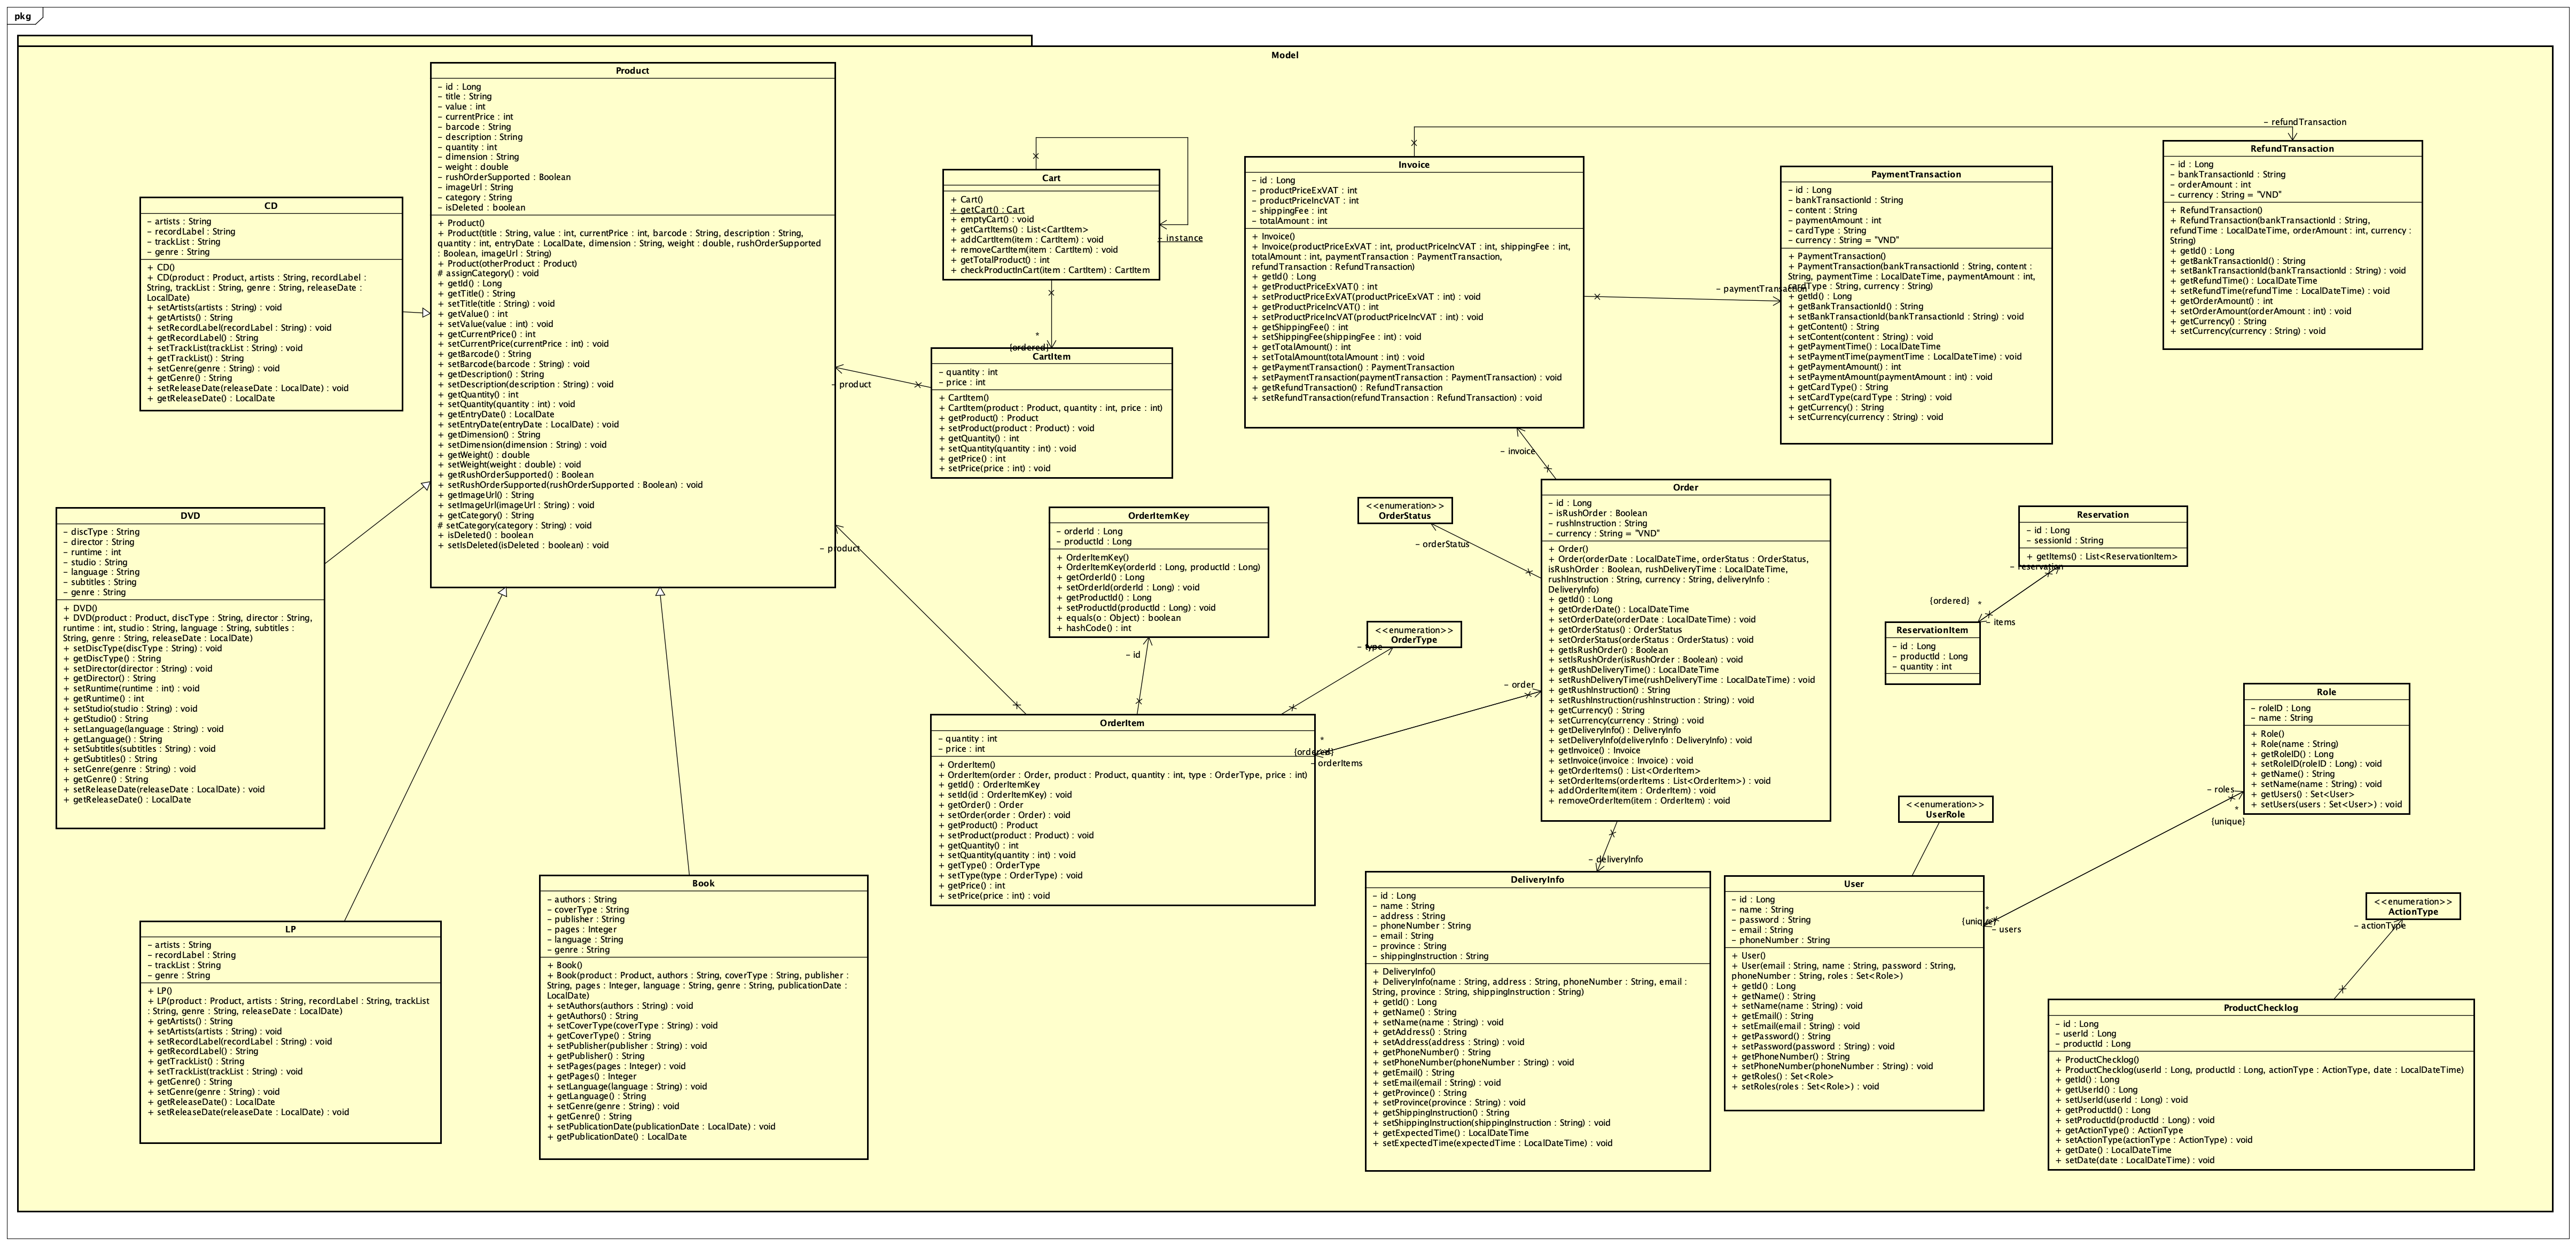 pkg
Model
Product
– id : Long
– title : String
– value : int
– currentPrice : int
– barcode : String
– description : String
– quantity : int
– dimension : String
– weight : double
– rushOrderSupported : Boolean
– imageUrl : String
– category : String
– isDeleted : boolean
+ Product()
+ Product(title : String, value : int, currentPrice : int, barcode : String, description : String,
quantity : int, entryDate : LocalDate, dimension : String, weight : double, rushOrderSupported
: Boolean, imageUrl : String)
+ Product(otherProduct : Product)
# assignCategory() : void
+ getId() : Long
+ getTitle() : String
+ setTitle(title : String) : void
+ getValue() : int
+ setValue(value : int) : void
+ getCurrentPrice() : int
+ setCurrentPrice(currentPrice : int) : void
+ getBarcode() : String
+ setBarcode(barcode : String) : void
+ getDescription() : String
+ setDescription(description : String) : void
+ getQuantity() : int
+ setQuantity(quantity : int) : void
+ getEntryDate() : LocalDate
+ setEntryDate(entryDate : LocalDate) : void
+ getDimension() : String
+ setDimension(dimension : String) : void
+ getWeight() : double
+ setWeight(weight : double) : void
+ getRushOrderSupported() : Boolean
+ setRushOrderSupported(rushOrderSupported : Boolean) : void
+ getImageUrl() : String
+ setImageUrl(imageUrl : String) : void
+ getCategory() : String
# setCategory(category : String) : void
+ isDeleted() : boolean
+ setIsDeleted(isDeleted : boolean) : void
CD
– artists : String
– recordLabel : String
– trackList : String
– genre : String
+ CD()
+ CD(product : Product, artists : String, recordLabel :
String, trackList : String, genre : String, releaseDate :
LocalDate)
+ setArtists(artists : String) : void
+ getArtists() : String
+ setRecordLabel(recordLabel : String) : void
+ getRecordLabel() : String
+ setTrackList(trackList : String) : void
+ getTrackList() : String
+ setGenre(genre : String) : void
+ getGenre() : String
+ setReleaseDate(releaseDate : LocalDate) : void
+ getReleaseDate() : LocalDate
DVD
– discType : String
– director : String
– runtime : int
– studio : String
– language : String
– subtitles : String
– genre : String
+ DVD()
+ DVD(product : Product, discType : String, director : String,
runtime : int, studio : String, language : String, subtitles :
String, genre : String, releaseDate : LocalDate)
+ setDiscType(discType : String) : void
+ getDiscType() : String
+ setDirector(director : String) : void
+ getDirector() : String
+ setRuntime(runtime : int) : void
+ getRuntime() : int
+ setStudio(studio : String) : void
+ getStudio() : String
+ setLanguage(language : String) : void
+ getLanguage() : String
+ setSubtitles(subtitles : String) : void
+ getSubtitles() : String
+ setGenre(genre : String) : void
+ getGenre() : String
+ setReleaseDate(releaseDate : LocalDate) : void
+ getReleaseDate() : LocalDate
LP
– artists : String
– recordLabel : String
– trackList : String
– genre : String
+ LP()
+ LP(product : Product, artists : String, recordLabel : String, trackList
: String, genre : String, releaseDate : LocalDate)
+ getArtists() : String
+ setArtists(artists : String) : void
+ setRecordLabel(recordLabel : String) : void
+ getRecordLabel() : String
+ getTrackList() : String
+ setTrackList(trackList : String) : void
+ getGenre() : String
+ setGenre(genre : String) : void
+ getReleaseDate() : LocalDate
+ setReleaseDate(releaseDate : LocalDate) : void
Book
– authors : String
– coverType : String
– publisher : String
– pages : Integer
– language : String
– genre : String
+ Book()
+ Book(product : Product, authors : String, coverType : String, publisher :
String, pages : Integer, language : String, genre : String, publicationDate :
LocalDate)
+ setAuthors(authors : String) : void
+ getAuthors() : String
+ setCoverType(coverType : String) : void
+ getCoverType() : String
+ setPublisher(publisher : String) : void
+ getPublisher() : String
+ setPages(pages : Integer) : void
+ getPages() : Integer
+ setLanguage(language : String) : void
+ getLanguage() : String
+ setGenre(genre : String) : void
+ getGenre() : String
+ setPublicationDate(publicationDate : LocalDate) : void
+ getPublicationDate() : LocalDate
Cart
+ Cart()
+ getCart() : Cart
+ emptyCart() : void
+ getCartItems() : List<CartItem>
+ addCartItem(item : CartItem) : void
+ removeCartItem(item : CartItem) : void
+ getTotalProduct() : int
+ checkProductInCart(item : CartItem) : CartItem
– instance
*
{ordered}
CartItem
– quantity : int
– price : int
+ CartItem()
+ CartItem(product : Product, quantity : int, price : int)
+ getProduct() : Product
+ setProduct(product : Product) : void
+ getQuantity() : int
+ setQuantity(quantity : int) : void
+ getPrice() : int
+ setPrice(price : int) : void
– product
OrderItemKey
– orderId : Long
– productId : Long
+ OrderItemKey()
+ OrderItemKey(orderId : Long, productId : Long)
+ getOrderId() : Long
+ setOrderId(orderId : Long) : void
+ getProductId() : Long
+ setProductId(productId : Long) : void
+ equals(o : Object) : boolean
+ hashCode() : int
– product
– id
OrderItem
– quantity : int
– price : int
+ OrderItem()
+ OrderItem(order : Order, product : Product, quantity : int, type : OrderType, price : int)
+ getId() : OrderItemKey
+ setId(id : OrderItemKey) : void
+ getOrder() : Order
+ setOrder(order : Order) : void
+ getProduct() : Product
+ setProduct(product : Product) : void
+ getQuantity() : int
+ setQuantity(quantity : int) : void
+ getType() : OrderType
+ setType(type : OrderType) : void
+ getPrice() : int
+ setPrice(price : int) : void
*
{ordered}
– orderItems
<<enumeration>>
OrderType
– type
<<enumeration>>
OrderStatus
– orderStatus
– order
Invoice
– id : Long
– productPriceExVAT : int
– productPriceIncVAT : int
– shippingFee : int
– totalAmount : int
+ Invoice()
+ Invoice(productPriceExVAT : int, productPriceIncVAT : int, shippingFee : int,
totalAmount : int, paymentTransaction : PaymentTransaction,
refundTransaction : RefundTransaction)
+ getId() : Long
+ getProductPriceExVAT() : int
+ setProductPriceExVAT(productPriceExVAT : int) : void
+ getProductPriceIncVAT() : int
+ setProductPriceIncVAT(productPriceIncVAT : int) : void
+ getShippingFee() : int
+ setShippingFee(shippingFee : int) : void
+ getTotalAmount() : int
+ setTotalAmount(totalAmount : int) : void
+ getPaymentTransaction() : PaymentTransaction
+ setPaymentTransaction(paymentTransaction : PaymentTransaction) : void
+ getRefundTransaction() : RefundTransaction
+ setRefundTransaction(refundTransaction : RefundTransaction) : void
– invoice
– paymentTransaction
– refundTransaction
PaymentTransaction
– id : Long
– bankTransactionId : String
– content : String
– paymentAmount : int
– cardType : String
– currency : String = "VND"
+ PaymentTransaction()
+ PaymentTransaction(bankTransactionId : String, content :
String, paymentTime : LocalDateTime, paymentAmount : int,
cardType : String, currency : String)
+ getId() : Long
+ getBankTransactionId() : String
+ setBankTransactionId(bankTransactionId : String) : void
+ getContent() : String
+ setContent(content : String) : void
+ getPaymentTime() : LocalDateTime
+ setPaymentTime(paymentTime : LocalDateTime) : void
+ getPaymentAmount() : int
+ setPaymentAmount(paymentAmount : int) : void
+ getCardType() : String
+ setCardType(cardType : String) : void
+ getCurrency() : String
+ setCurrency(currency : String) : void
RefundTransaction
– id : Long
– bankTransactionId : String
– orderAmount : int
– currency : String = "VND"
+ RefundTransaction()
+ RefundTransaction(bankTransactionId : String,
refundTime : LocalDateTime, orderAmount : int, currency :
String)
+ getId() : Long
+ getBankTransactionId() : String
+ setBankTransactionId(bankTransactionId : String) : void
+ getRefundTime() : LocalDateTime
+ setRefundTime(refundTime : LocalDateTime) : void
+ getOrderAmount() : int
+ setOrderAmount(orderAmount : int) : void
+ getCurrency() : String
+ setCurrency(currency : String) : void
Order
– id : Long
– isRushOrder : Boolean
– rushInstruction : String
– currency : String = "VND"
+ Order()
+ Order(orderDate : LocalDateTime, orderStatus : OrderStatus,
isRushOrder : Boolean, rushDeliveryTime : LocalDateTime,
rushInstruction : String, currency : String, deliveryInfo :
DeliveryInfo)
+ getId() : Long
+ getOrderDate() : LocalDateTime
+ setOrderDate(orderDate : LocalDateTime) : void
+ getOrderStatus() : OrderStatus
+ setOrderStatus(orderStatus : OrderStatus) : void
+ getIsRushOrder() : Boolean
+ setIsRushOrder(isRushOrder : Boolean) : void
+ getRushDeliveryTime() : LocalDateTime
+ setRushDeliveryTime(rushDeliveryTime : LocalDateTime) : void
+ getRushInstruction() : String
+ setRushInstruction(rushInstruction : String) : void
+ getCurrency() : String
+ setCurrency(currency : String) : void
+ getDeliveryInfo() : DeliveryInfo
+ setDeliveryInfo(deliveryInfo : DeliveryInfo) : void
+ getInvoice() : Invoice
+ setInvoice(invoice : Invoice) : void
+ getOrderItems() : List<OrderItem>
+ setOrderItems(orderItems : List<OrderItem>) : void
+ addOrderItem(item : OrderItem) : void
+ removeOrderItem(item : OrderItem) : void
– deliveryInfo
DeliveryInfo
– id : Long
– name : String
– address : String
– phoneNumber : String
– email : String
– province : String
– shippingInstruction : String
+ DeliveryInfo()
+ DeliveryInfo(name : String, address : String, phoneNumber : String, email :
String, province : String, shippingInstruction : String)
+ getId() : Long
+ getName() : String
+ setName(name : String) : void
+ getAddress() : String
+ setAddress(address : String) : void
+ getPhoneNumber() : String
+ setPhoneNumber(phoneNumber : String) : void
+ getEmail() : String
+ setEmail(email : String) : void
+ getProvince() : String
+ setProvince(province : String) : void
+ getShippingInstruction() : String
+ setShippingInstruction(shippingInstruction : String) : void
+ getExpectedTime() : LocalDateTime
+ setExpectedTime(expectedTime : LocalDateTime) : void
Reservation
– id : Long
– sessionId : String
+ getItems() : List<ReservationItem>
– reservation
{ordered} *
– items
ReservationItem
– id : Long
– productId : Long
– quantity : int
<<enumeration>>
UserRole
User
– id : Long
– name : String
– password : String
– email : String
– phoneNumber : String
+ User()
+ User(email : String, name : String, password : String,
phoneNumber : String, roles : Set<Role>)
+ getId() : Long
+ getName() : String
+ setName(name : String) : void
+ getEmail() : String
+ setEmail(email : String) : void
+ getPassword() : String
+ setPassword(password : String) : void
+ getPhoneNumber() : String
+ setPhoneNumber(phoneNumber : String) : void
+ getRoles() : Set<Role>
+ setRoles(roles : Set<Role>) : void
*
{unique}
– users
Role
– roleID : Long
– name : String
+ Role()
+ Role(name : String)
+ getRoleID() : Long
+ setRoleID(roleID : Long) : void
+ getName() : String
+ setName(name : String) : void
+ getUsers() : Set<User>
+ setUsers(users : Set<User>) : void
– roles
*
{unique}
<<enumeration>>
ActionType
– actionType
ProductChecklog
– id : Long
– userId : Long
– productId : Long
+ ProductChecklog()
+ ProductChecklog(userId : Long, productId : Long, actionType : ActionType, date : LocalDateTime)
+ getId() : Long
+ getUserId() : Long
+ setUserId(userId : Long) : void
+ getProductId() : Long
+ setProductId(productId : Long) : void
+ getActionType() : ActionType
+ setActionType(actionType : ActionType) : void
+ getDate() : LocalDateTime
+ setDate(date : LocalDateTime) : void